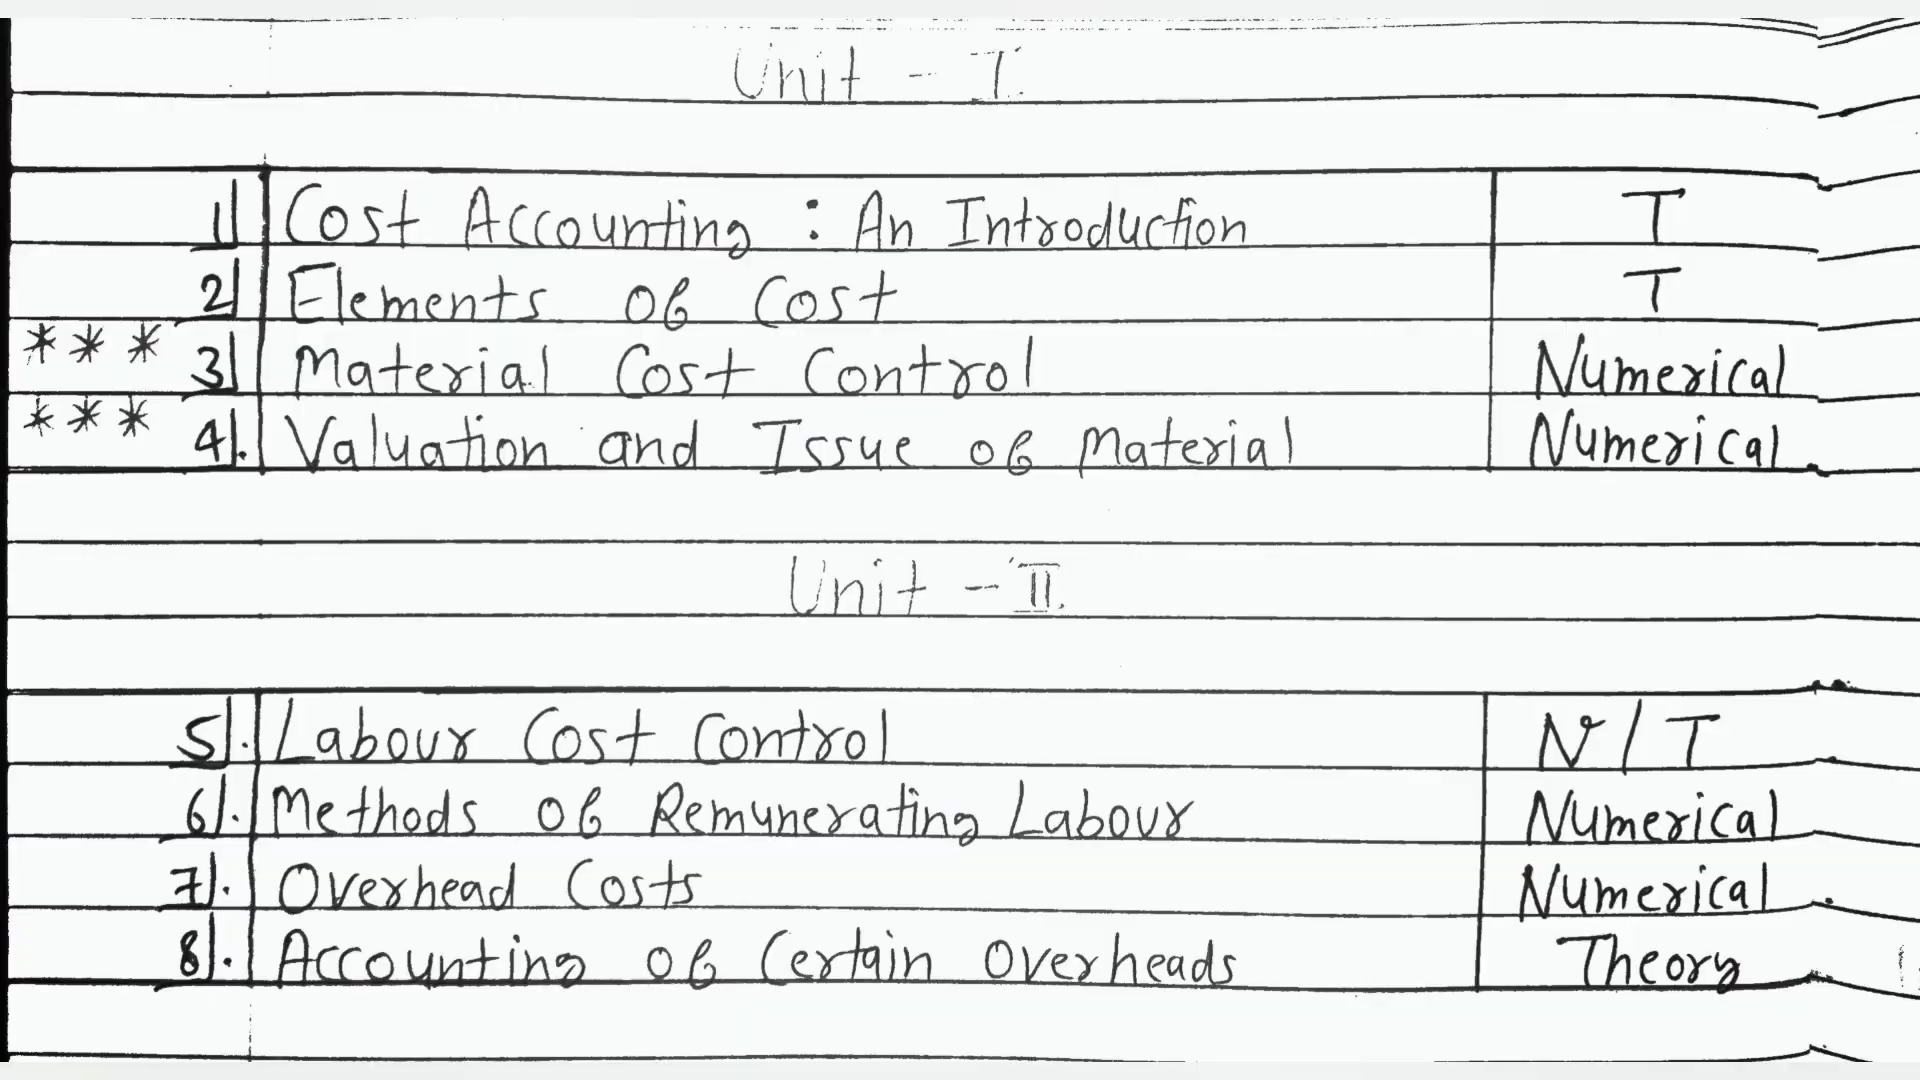 Unit - I.
1) Cost Accounting : An Introduction T
2) Elements of Cost T
*** 3) Material Cost Control Numerical
*** 4). Valuation and Issue of Material Numerical
Unit - II.
5). Labour Cost Control N / T
6). Methods of Remunerating Labour Numerical
7). Overhead Costs Numerical
8). Accounting of Certain Overheads Theory